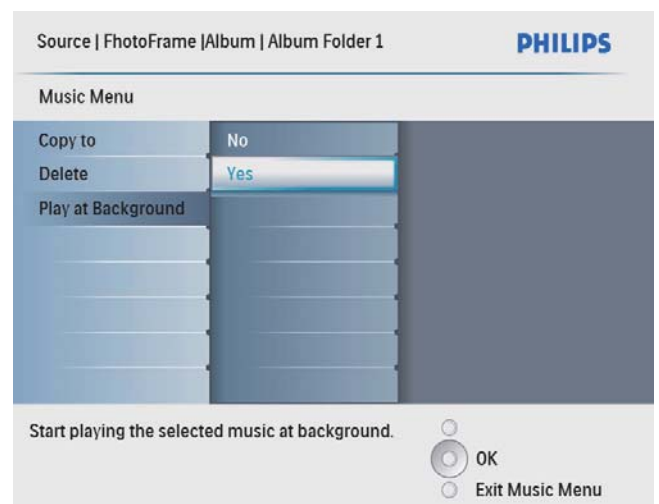 Source | FhotoFrame |Album | Album Folder 1
PHILIPS
Music Menu
Copy to
No
Delete
Yes
Play at Background
Start playing the selected music at background.
OK
Exit Music Menu